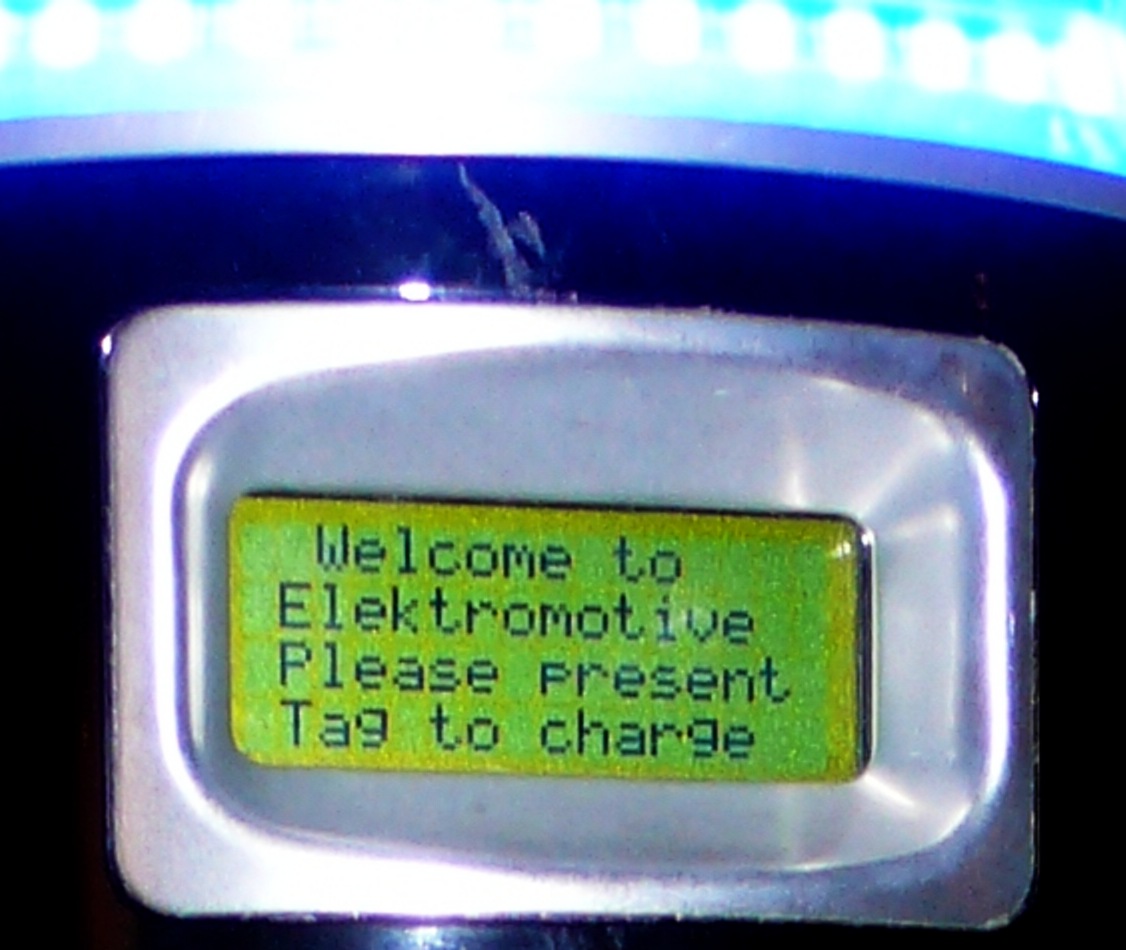 Welcome to
Elektromotive
Please present
Tag to charge